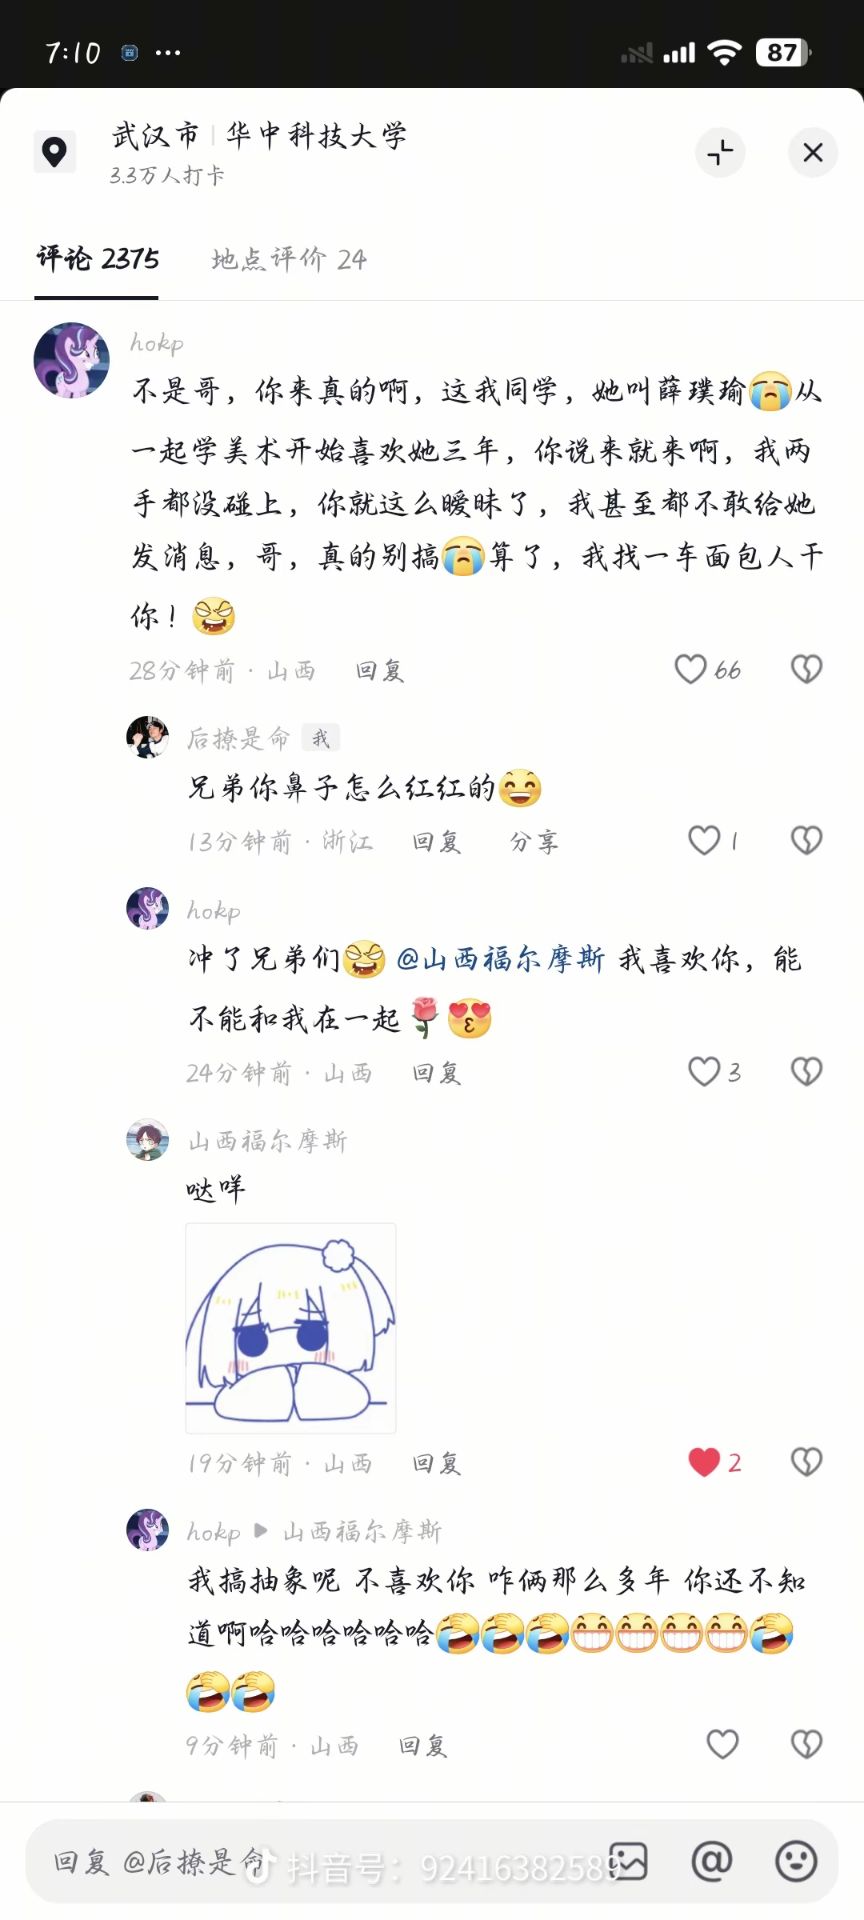 7:10
87
武汉市 华中科技大学
3.3万人打卡
评论 2375 地点评价 24
hokp
不是哥，你来真的啊，这我同学，她叫薛璞瑜😭从
一起学美术开始喜欢她三年，你说来就来啊，我两
手都没碰上，你就这么暧昧了，我甚至都不敢给她
发消息，哥，真的别搞😭算了，我找一车面包人干
你！
28分钟前 · 山西 回复 66
后撩是命 我
兄弟你鼻子怎么红红的😄
13分钟前 · 浙江 回复 分享 1
hokp
冲了兄弟们 @山西福尔摩斯 我喜欢你，能
不能和我在一起🌹😍
24分钟前 · 山西 回复 3
山西福尔摩斯
哒咩
19分钟前 · 山西 回复 2
hokp ▶ 山西福尔摩斯
我搞抽象呢 不喜欢你 咋俩那么多年 你还不知
道啊哈哈哈哈哈哈
9分钟前 · 山西 回复
回复 @后撩是命
抖音号：92416382589